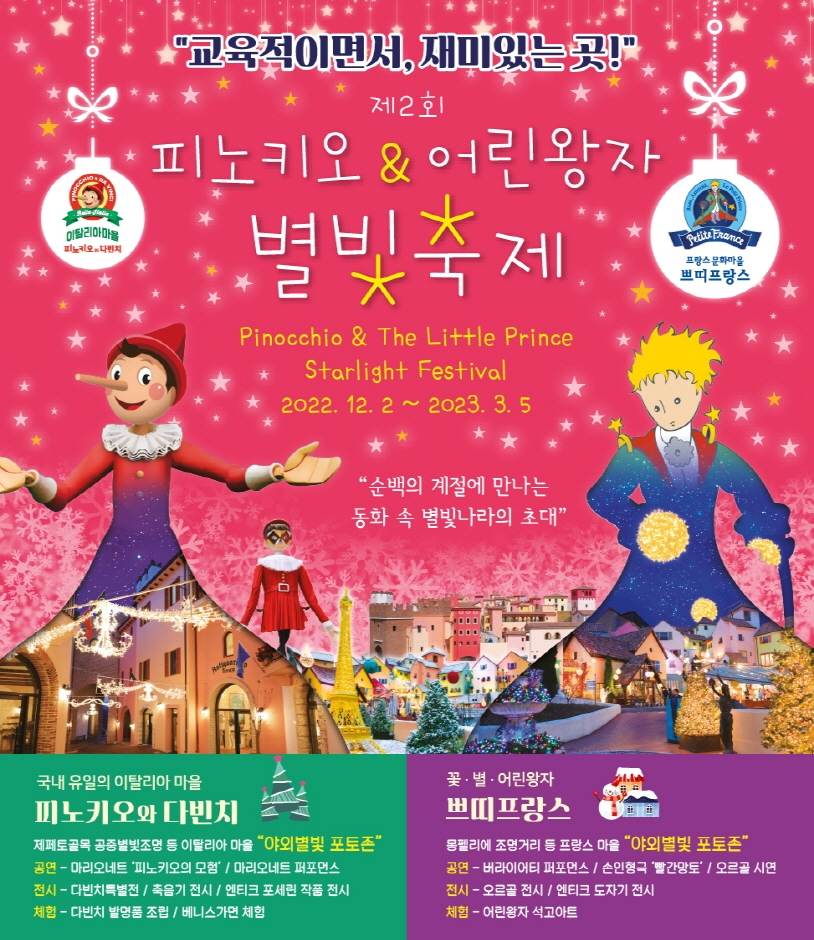 "교육적이면서, 재미있는 곳!"
제2회
피노키오 & 어린왕자
별빛축제
PINOCCHIO & DA VINCI
Bella Italia
이탈리아마을
피노키오와 다빈치
Petite France
프랑스 문화마을
쁘띠프랑스
Pinocchio & The Little Prince
Starlight Festival
2022. 12. 2 ~ 2023. 3. 5
"순백의 계절에 만나는
동화 속 별빛나라의 초대"
국내 유일의 이탈리아 마을
피노키오와 다빈치
제페토골목 공중별빛조명 등 이탈리아 마을 "야외별빛 포토존"
공연 - 마리오네트 '피노키오의 모험' / 마리오네트 퍼포먼스
전시 - 다빈치특별전 / 축음기 전시 / 엔티크 포세린 작품 전시
체험 - 다빈치 발명품 조립 / 베니스가면 체험
꽃 · 별 · 어린왕자
쁘띠프랑스
몽펠리에 조명거리 등 프랑스 마을 "야외별빛 포토존"
공연 - 버라이어티 퍼포먼스 / 손인형극 '빨간망토' / 오르골 시연
전시 - 오르골 전시 / 엔티크 도자기 전시
체험 - 어린왕자 석고아트